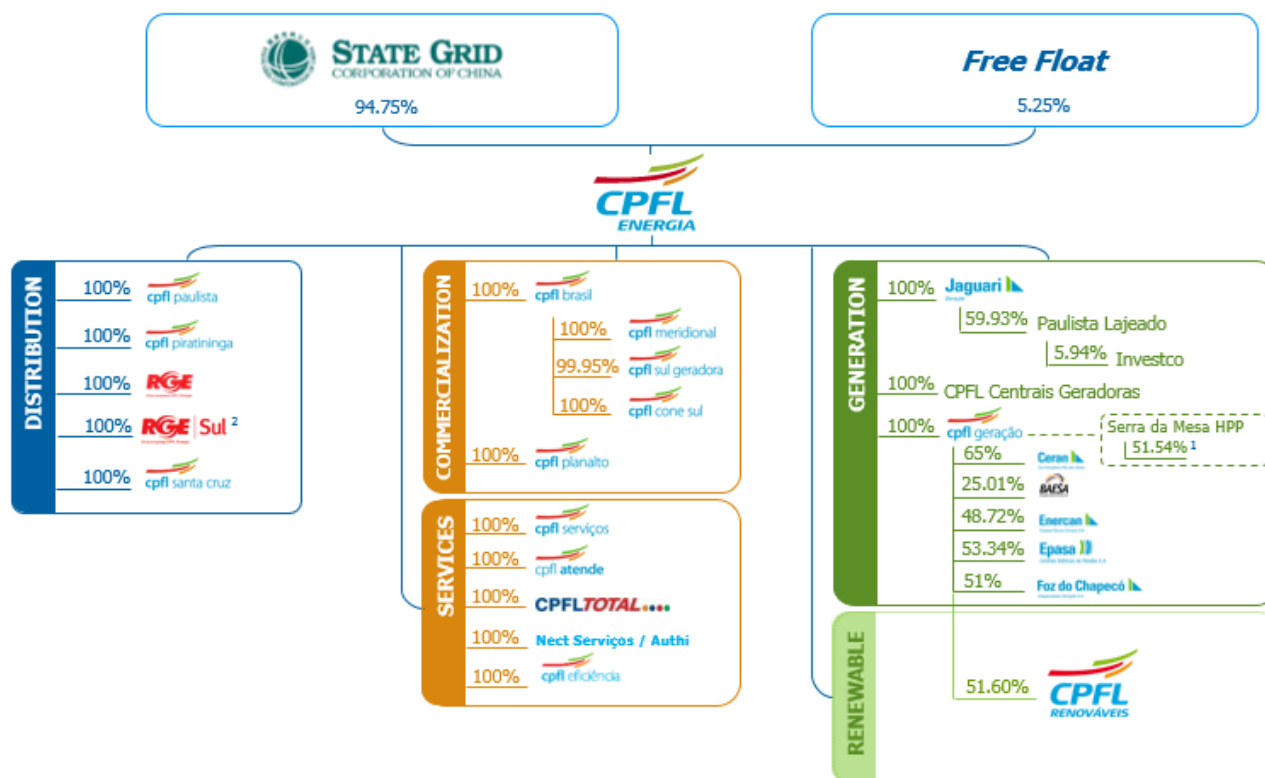 STATE GRID
CORPORATION OF CHINA
94.75%
Free Float
5.25%
CPFL
ENERGIA
DISTRIBUTION
100% cpfl paulista
100% cpfl piratininga
100% RGE
100% RGE Sul 2
100% cpfl santa cruz
COMMERCIALIZATION
100% cpfl brasil
100% cpfl meridional
99.95% cpfl sul geradora
100% cpfl cone sul
100% cpfl planalto
SERVICES
100% cpfl serviços
100% cpfl atende
100% CPFLTOTAL
100% Nect Serviços / Authi
100% cpfl eficiência
GENERATION
100% Jaguari
59.93% Paulista Lajeado
5.94% Investco
100% CPFL Centrais Geradoras
100% cpfl geração
Serra da Mesa HPP
51.54% 1
65% Ceran
25.01% BAESA
48.72% Enercan
53.34% Epasa
51% Foz do Chapecó
RENEWABLE
51.60% CPFL
RENOVÁVEIS